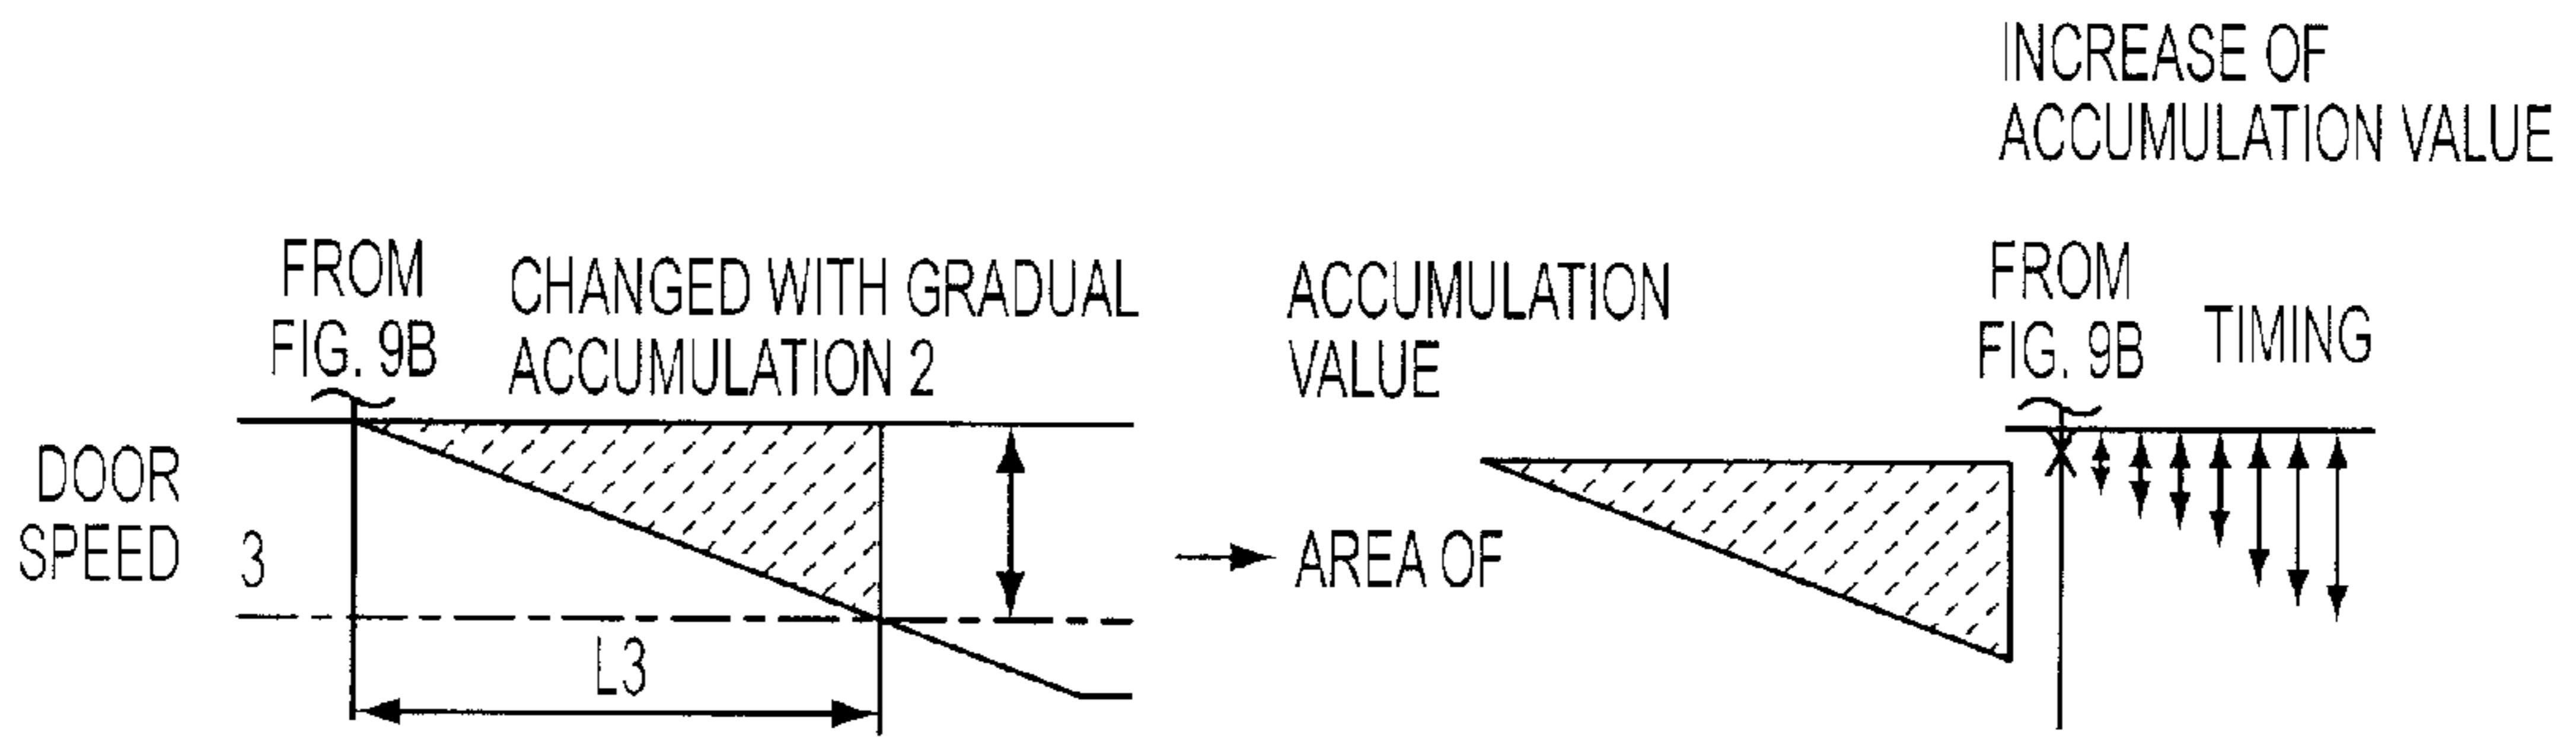 INCREASE OF
ACCUMULATION VALUE
FROM
FIG. 9B
CHANGED WITH GRADUAL
ACCUMULATION 2
ACCUMULATION
VALUE
FROM
FIG. 9B
TIMING
DOOR
SPEED
3
AREA OF
L3